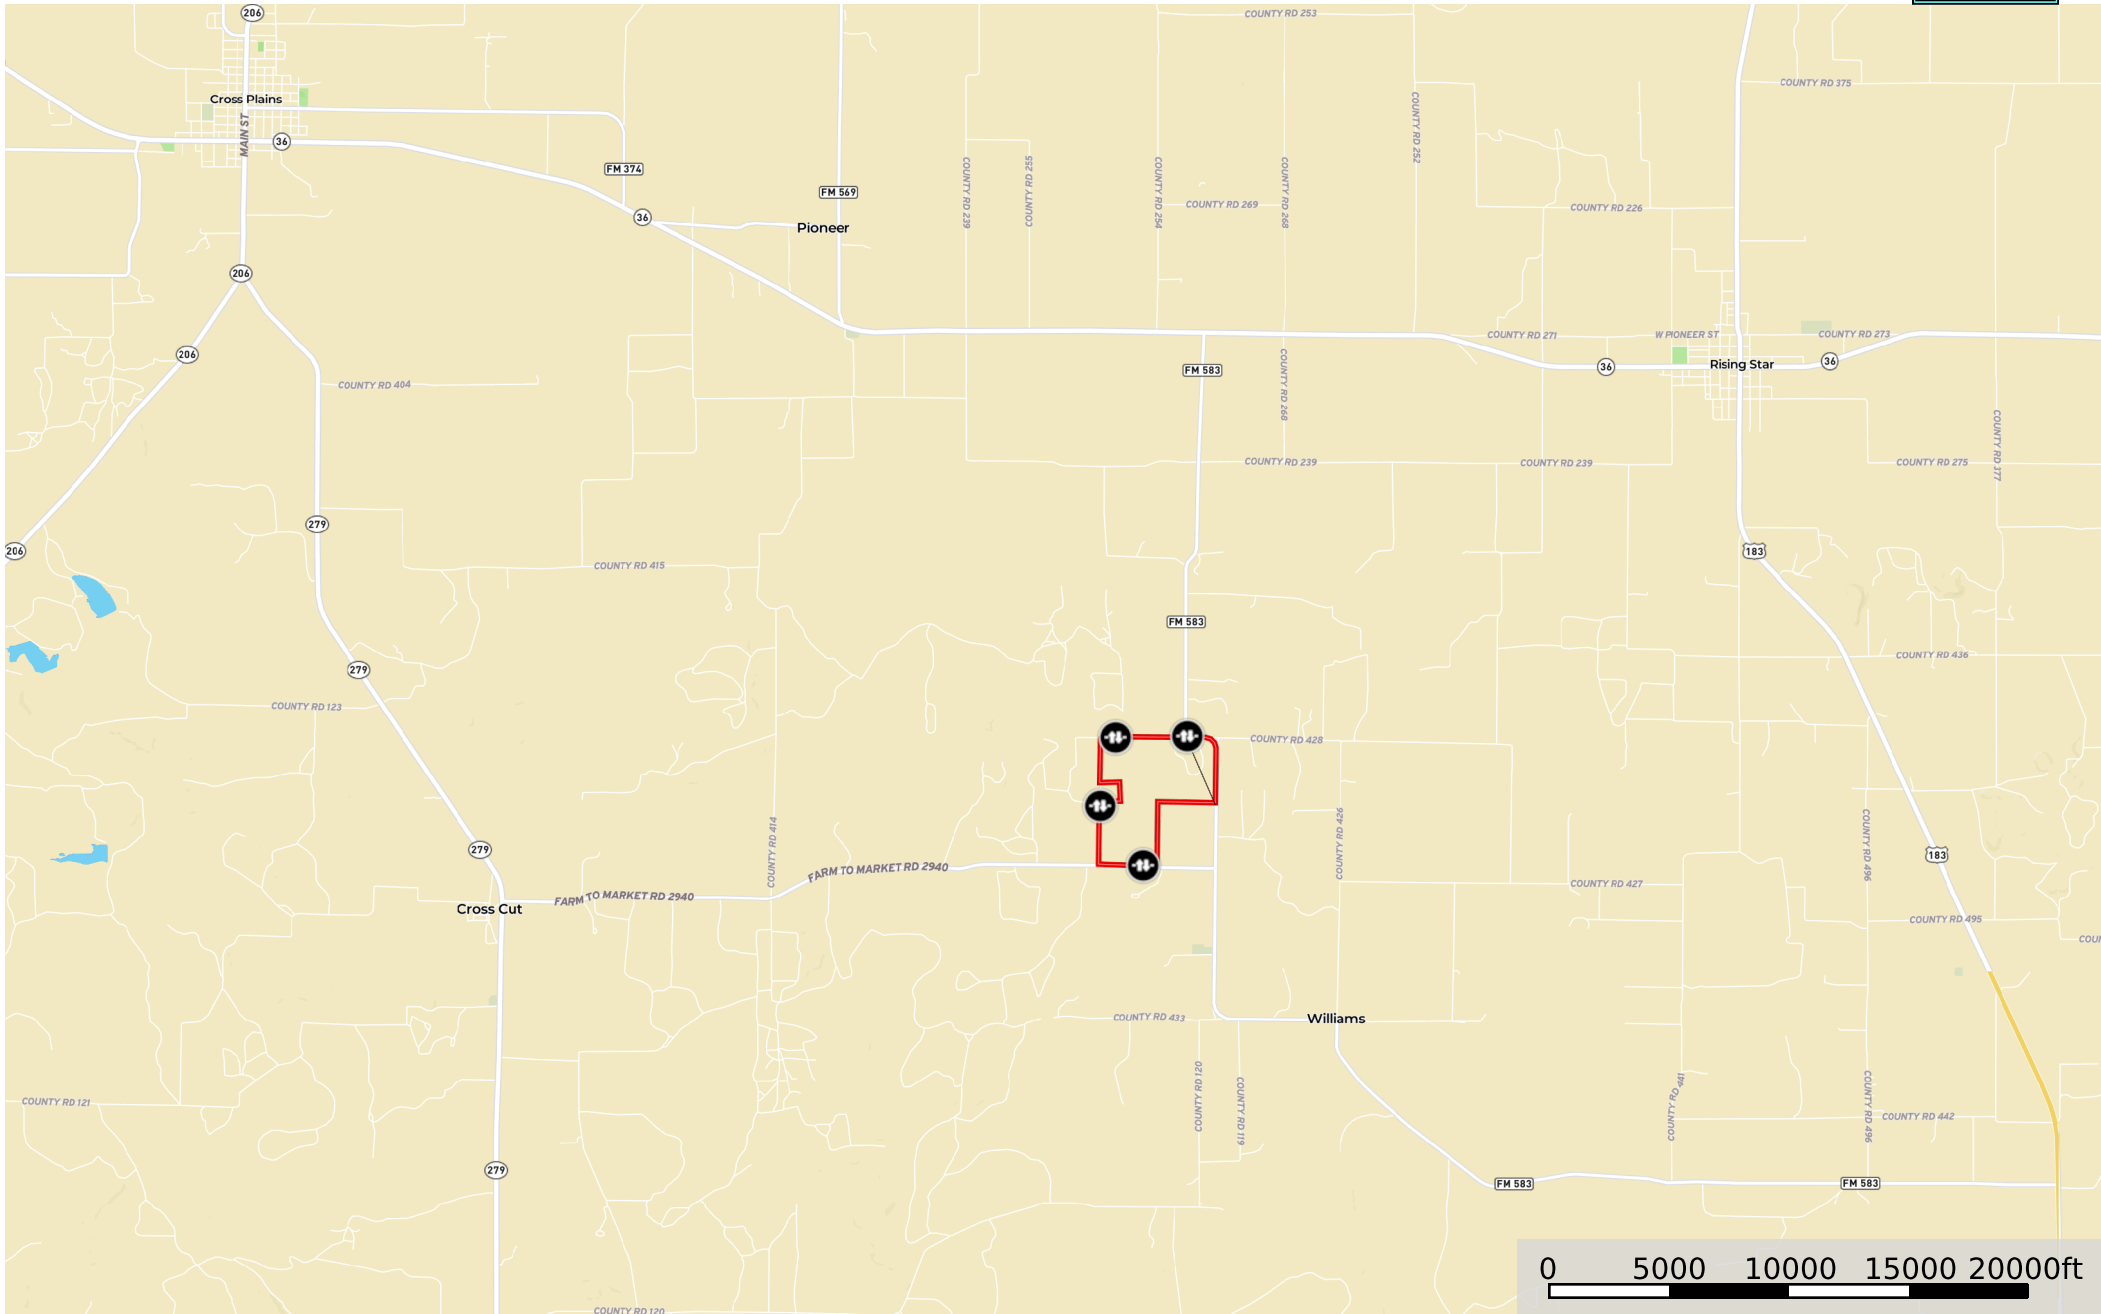 206
COUNTY RD 253
COUNTY RD 375
Cross Plains
MAIN ST
36
FM 374
FM 569
COUNTY RD 239
COUNTY RD 255
COUNTY RD 254
COUNTY RD 268
COUNTY RD 252
COUNTY RD 269
COUNTY RD 226
36
Pioneer
206
206
COUNTY RD 271
W PIONEER ST
COUNTY RD 273
36
36
Rising Star
FM 583
COUNTY RD 268
COUNTY RD 404
COUNTY RD 377
COUNTY RD 239
COUNTY RD 239
COUNTY RD 275
279
206
183
COUNTY RD 415
FM 583
COUNTY RD 436
279
COUNTY RD 123
COUNTY RD 428
COUNTY RD 414
COUNTY RD 426
COUNTY RD 496
279
183
FARM TO MARKET RD 2940
FARM TO MARKET RD 2940
COUNTY RD 427
Cross Cut
COUNTY RD 495
COUN
COUNTY RD 433
Williams
COUNTY RD 120
COUNTY RD 119
COUNTY RD 441
COUNTY RD 496
COUNTY RD 121
COUNTY RD 442
279
FM 583
FM 583
COUNTY RD 120
0 5000 10000 15000 20000ft